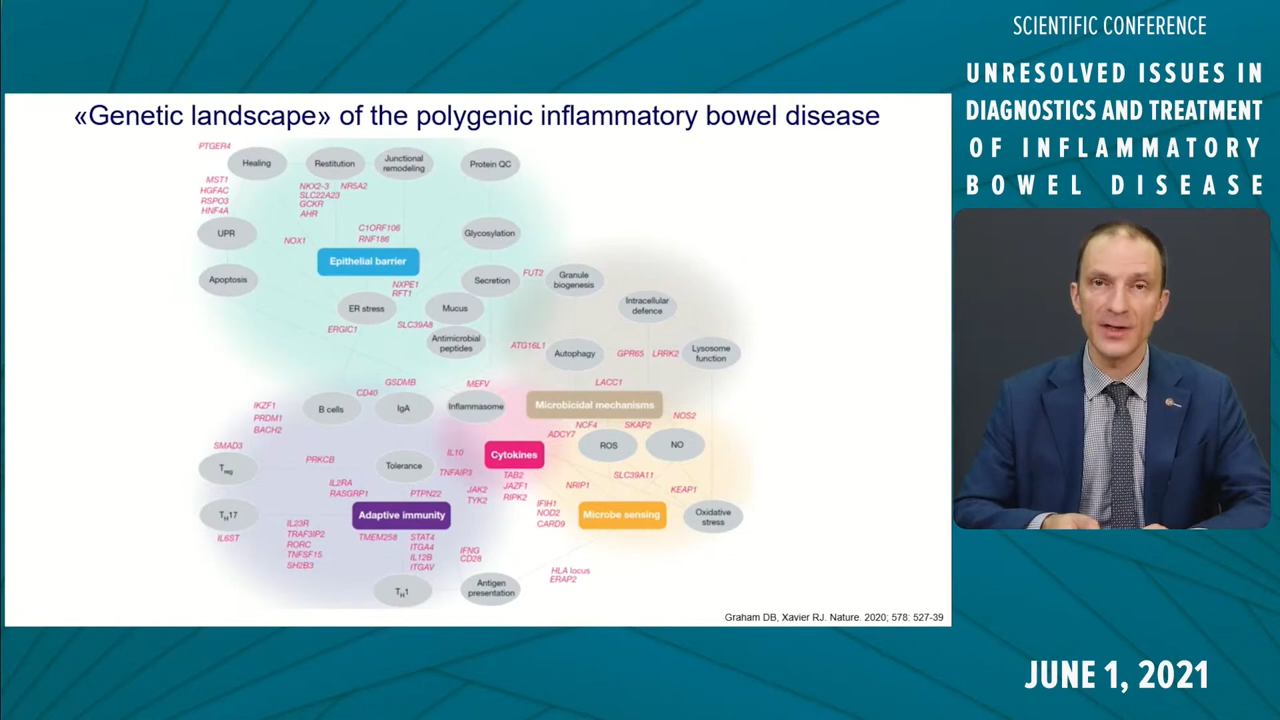 SCIENTIFIC CONFERENCE
UNRESOLVED ISSUES IN
DIAGNOSTICS AND TREATMENT
OF INFLAMMATORY
BOWEL DISEASE
«Genetic landscape» of the polygenic inflammatory bowel disease
PTGER4
Healing
Restitution
Junctional
remodeling
Protein QC
MST1
HGFAC
RSPO3
HNF4A
NKX2-3
NR5A2
SLC22A23
GCKR
AHR
UPR
NOX1
C1ORF106
RNF186
Glycosylation
Epithelial barrier
Apoptosis
NXPE1
RFT1
Secretion
FUT2
Granule
biogenesis
ER stress
Mucus
Intracellular
defence
ERGIC1
SLC39A8
Antimicrobial
peptides
ATG16L1
Autophagy
GPR65
LRRK2
Lysosome
function
GSDMB
CD40
MEFV
LACC1
IKZF1
PRDM1
BACH2
B cells
IgA
Inflammasome
Microbicidal mechanisms
NOS2
NCF4
SKAP2
ADCY7
SMAD3
Treg
PRKCB
Tolerance
IL10
TNFAIP3
Cytokines
ROS
NO
IL2RA
RASGRP1
PTPN22
JAK2
TYK2
TAB2
JAZF1
RIPK2
NRIP1
SLC39A11
KEAP1
IFIH1
NOD2
CARD9
TH17
IL6ST
Adaptive immunity
Microbe sensing
Oxidative
stress
IL23R
TRAF3IP2
RORC
TNFSF15
SH2B3
TMEM258
STAT4
ITGA4
IL12B
ITGAV
IFNG
CD28
TH1
Antigen
presentation
HLA locus
ERAP2
Graham DB, Xavier RJ. Nature. 2020; 578: 527-39
JUNE 1, 2021